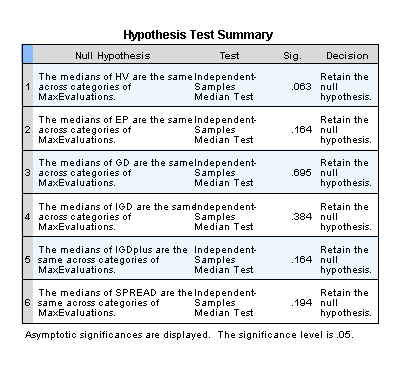 Hypothesis Test Summary
Null Hypothesis Test Sig. Decision
1 The medians of HV are the same across categories of MaxEvaluations. Independent-Samples Median Test .063 Retain the null hypothesis.
2 The medians of EP are the same across categories of MaxEvaluations. Independent-Samples Median Test .164 Retain the null hypothesis.
3 The medians of GD are the same across categories of MaxEvaluations. Independent-Samples Median Test .695 Retain the null hypothesis.
4 The medians of IGD are the same across categories of MaxEvaluations. Independent-Samples Median Test .384 Retain the null hypothesis.
5 The medians of IGDplus are the same across categories of MaxEvaluations. Independent-Samples Median Test .164 Retain the null hypothesis.
6 The medians of SPREAD are the same across categories of MaxEvaluations. Independent-Samples Median Test .194 Retain the null hypothesis.
Asymptotic significances are displayed. The significance level is .05.